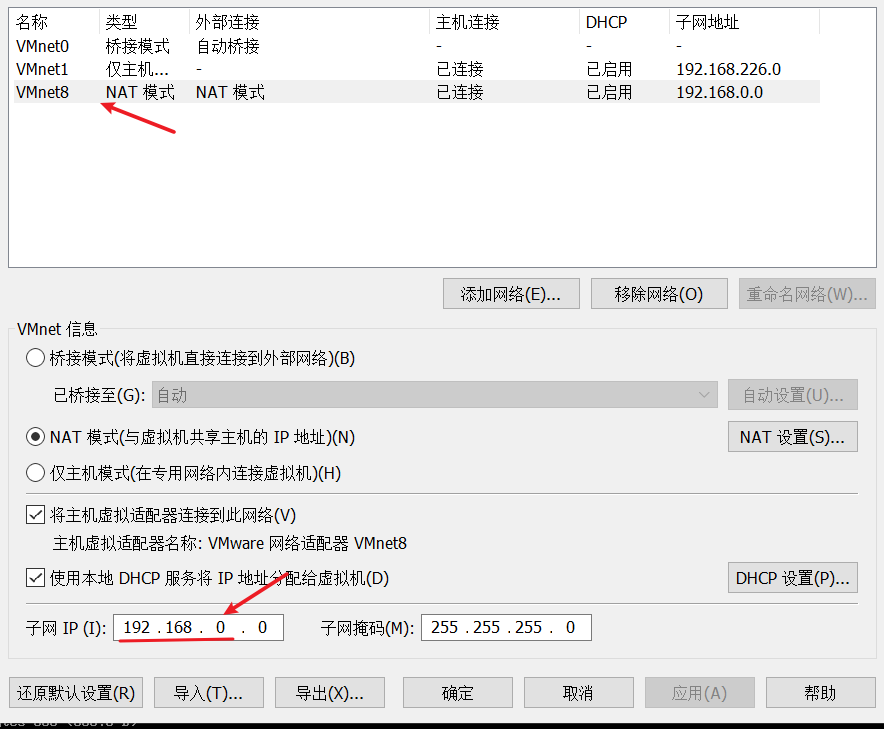 名称 类型 外部连接 主机连接 DHCP 子网地址
VMnet0 桥接模式 自动桥接 - - -
VMnet1 仅主机... - 已连接 已启用 192.168.226.0
VMnet8 NAT 模式 NAT 模式 已连接 已启用 192.168.0.0
添加网络(E)... 移除网络(O) 重命名网络(W)...
VMnet 信息
桥接模式(将虚拟机直接连接到外部网络)(B)
已桥接至(G): 自动 自动设置(U)...
NAT 模式(与虚拟机共享主机的 IP 地址)(N) NAT 设置(S)...
仅主机模式(在专用网络内连接虚拟机)(H)
将主机虚拟适配器连接到此网络(V)
主机虚拟适配器名称: VMware 网络适配器 VMnet8
使用本地 DHCP 服务将 IP 地址分配给虚拟机(D) DHCP 设置(P)...
子网 IP (I): 192 . 168 . 0 . 0 子网掩码(M): 255 . 255 . 255 . 0
还原默认设置(R) 导入(T)... 导出(X)... 确定 取消 应用(A) 帮助